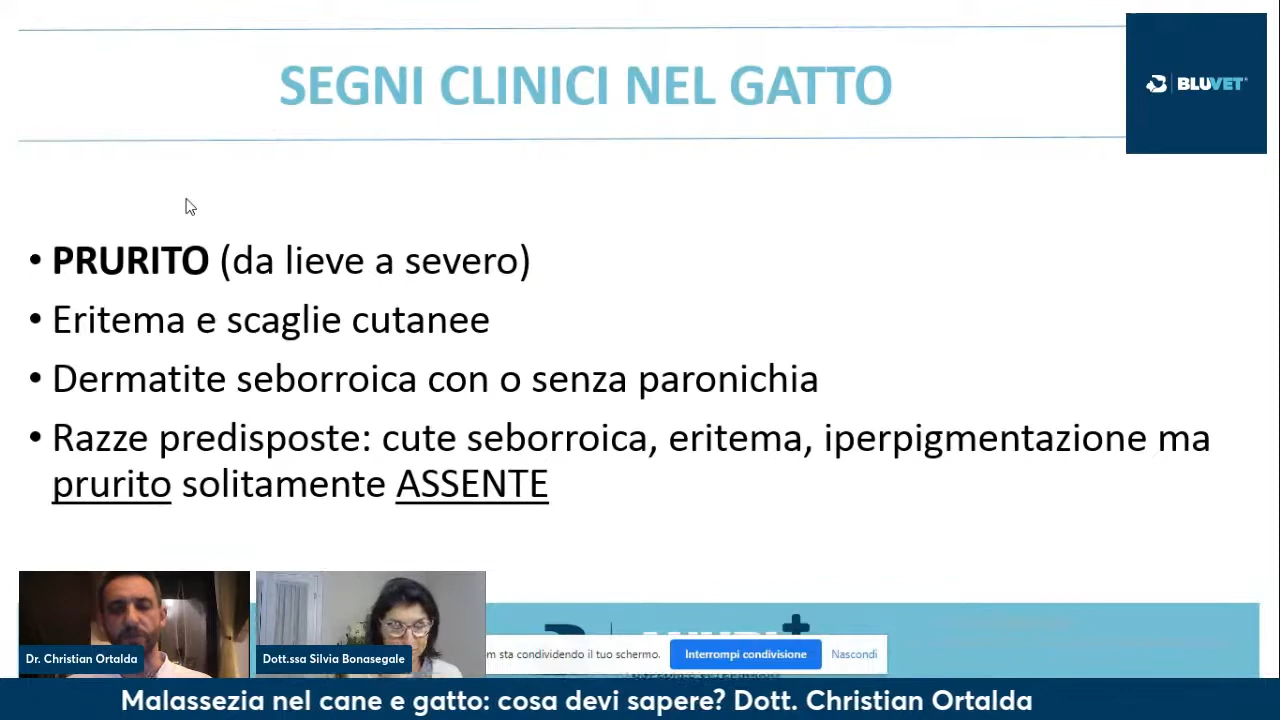 SEGNI CLINICI NEL GATTO
BLUVET
• PRURITO (da lieve a severo)
• Eritema e scaglie cutanee
• Dermatite seborroica con o senza paronichia
• Razze predisposte: cute seborroica, eritema, iperpigmentazione ma
prurito solitamente ASSENTE
sta condividendo il tuo schermo.
Interrompi condivisione
Nascondi
Dr. Christian Ortalda
Dott.ssa Silvia Bonasegale
Malassezia nel cane e gatto: cosa devi sapere? Dott. Christian Ortalda